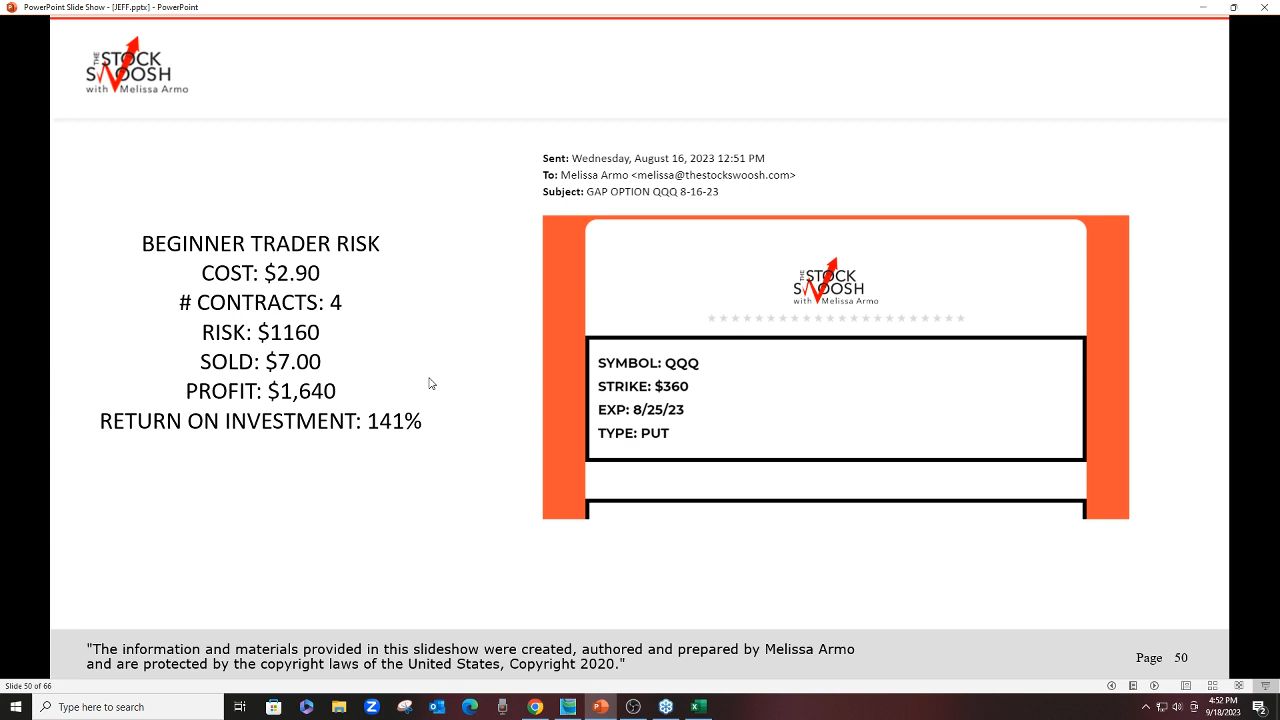 PowerPoint Slide Show - [JEFF.pptx] - PowerPoint
THE
STOCK
SWOOSH
with Melissa Armo
Sent: Wednesday, August 16, 2023 12:51 PM
To: Melissa Armo <melissa@thestockswoosh.com>
Subject: GAP OPTION QQQ 8-16-23
BEGINNER TRADER RISK
COST: $2.90
# CONTRACTS: 4
RISK: $1160
SOLD: $7.00
PROFIT: $1,640
RETURN ON INVESTMENT: 141%
THE
STOCK
SWOOSH
with Melissa Armo
SYMBOL: QQQ
STRIKE: $360
EXP: 8/25/23
TYPE: PUT
"The information and materials provided in this slideshow were created, authored and prepared by Melissa Armo
and are protected by the copyright laws of the United States, Copyright 2020."
Page 50
Slide 50 of 66
Type here to search
4:52 PM
9/18/2023